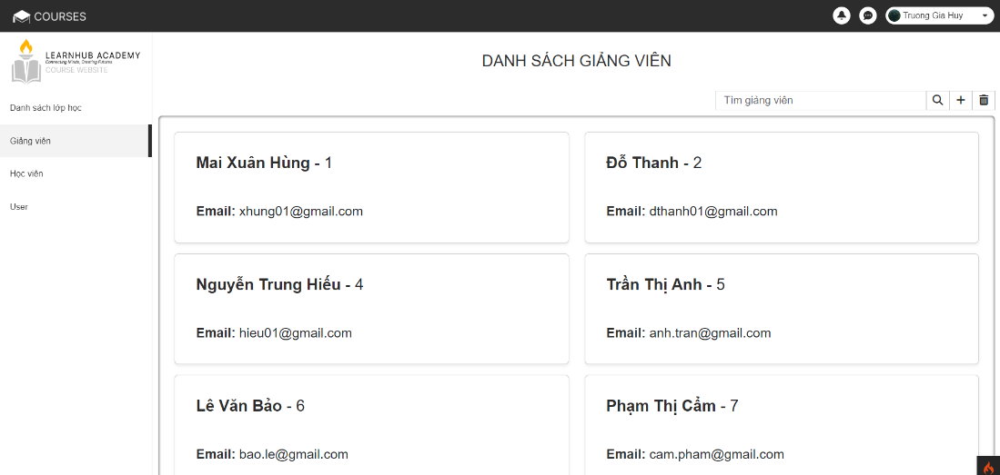 COURSES
Truong Gia Huy
LEARNHUB ACADEMY
Connecting Minds, Creating Futures
COURSE WEBSITE
Danh sách lớp học
Giảng viên
Học viên
User
DANH SÁCH GIẢNG VIÊN
Tìm giảng viên
Mai Xuân Hùng - 1
Email: xhung01@gmail.com
Đỗ Thanh - 2
Email: dthanh01@gmail.com
Nguyễn Trung Hiếu - 4
Email: hieu01@gmail.com
Trần Thị Anh - 5
Email: anh.tran@gmail.com
Lê Văn Bảo - 6
Email: bao.le@gmail.com
Phạm Thị Cẩm - 7
Email: cam.pham@gmail.com